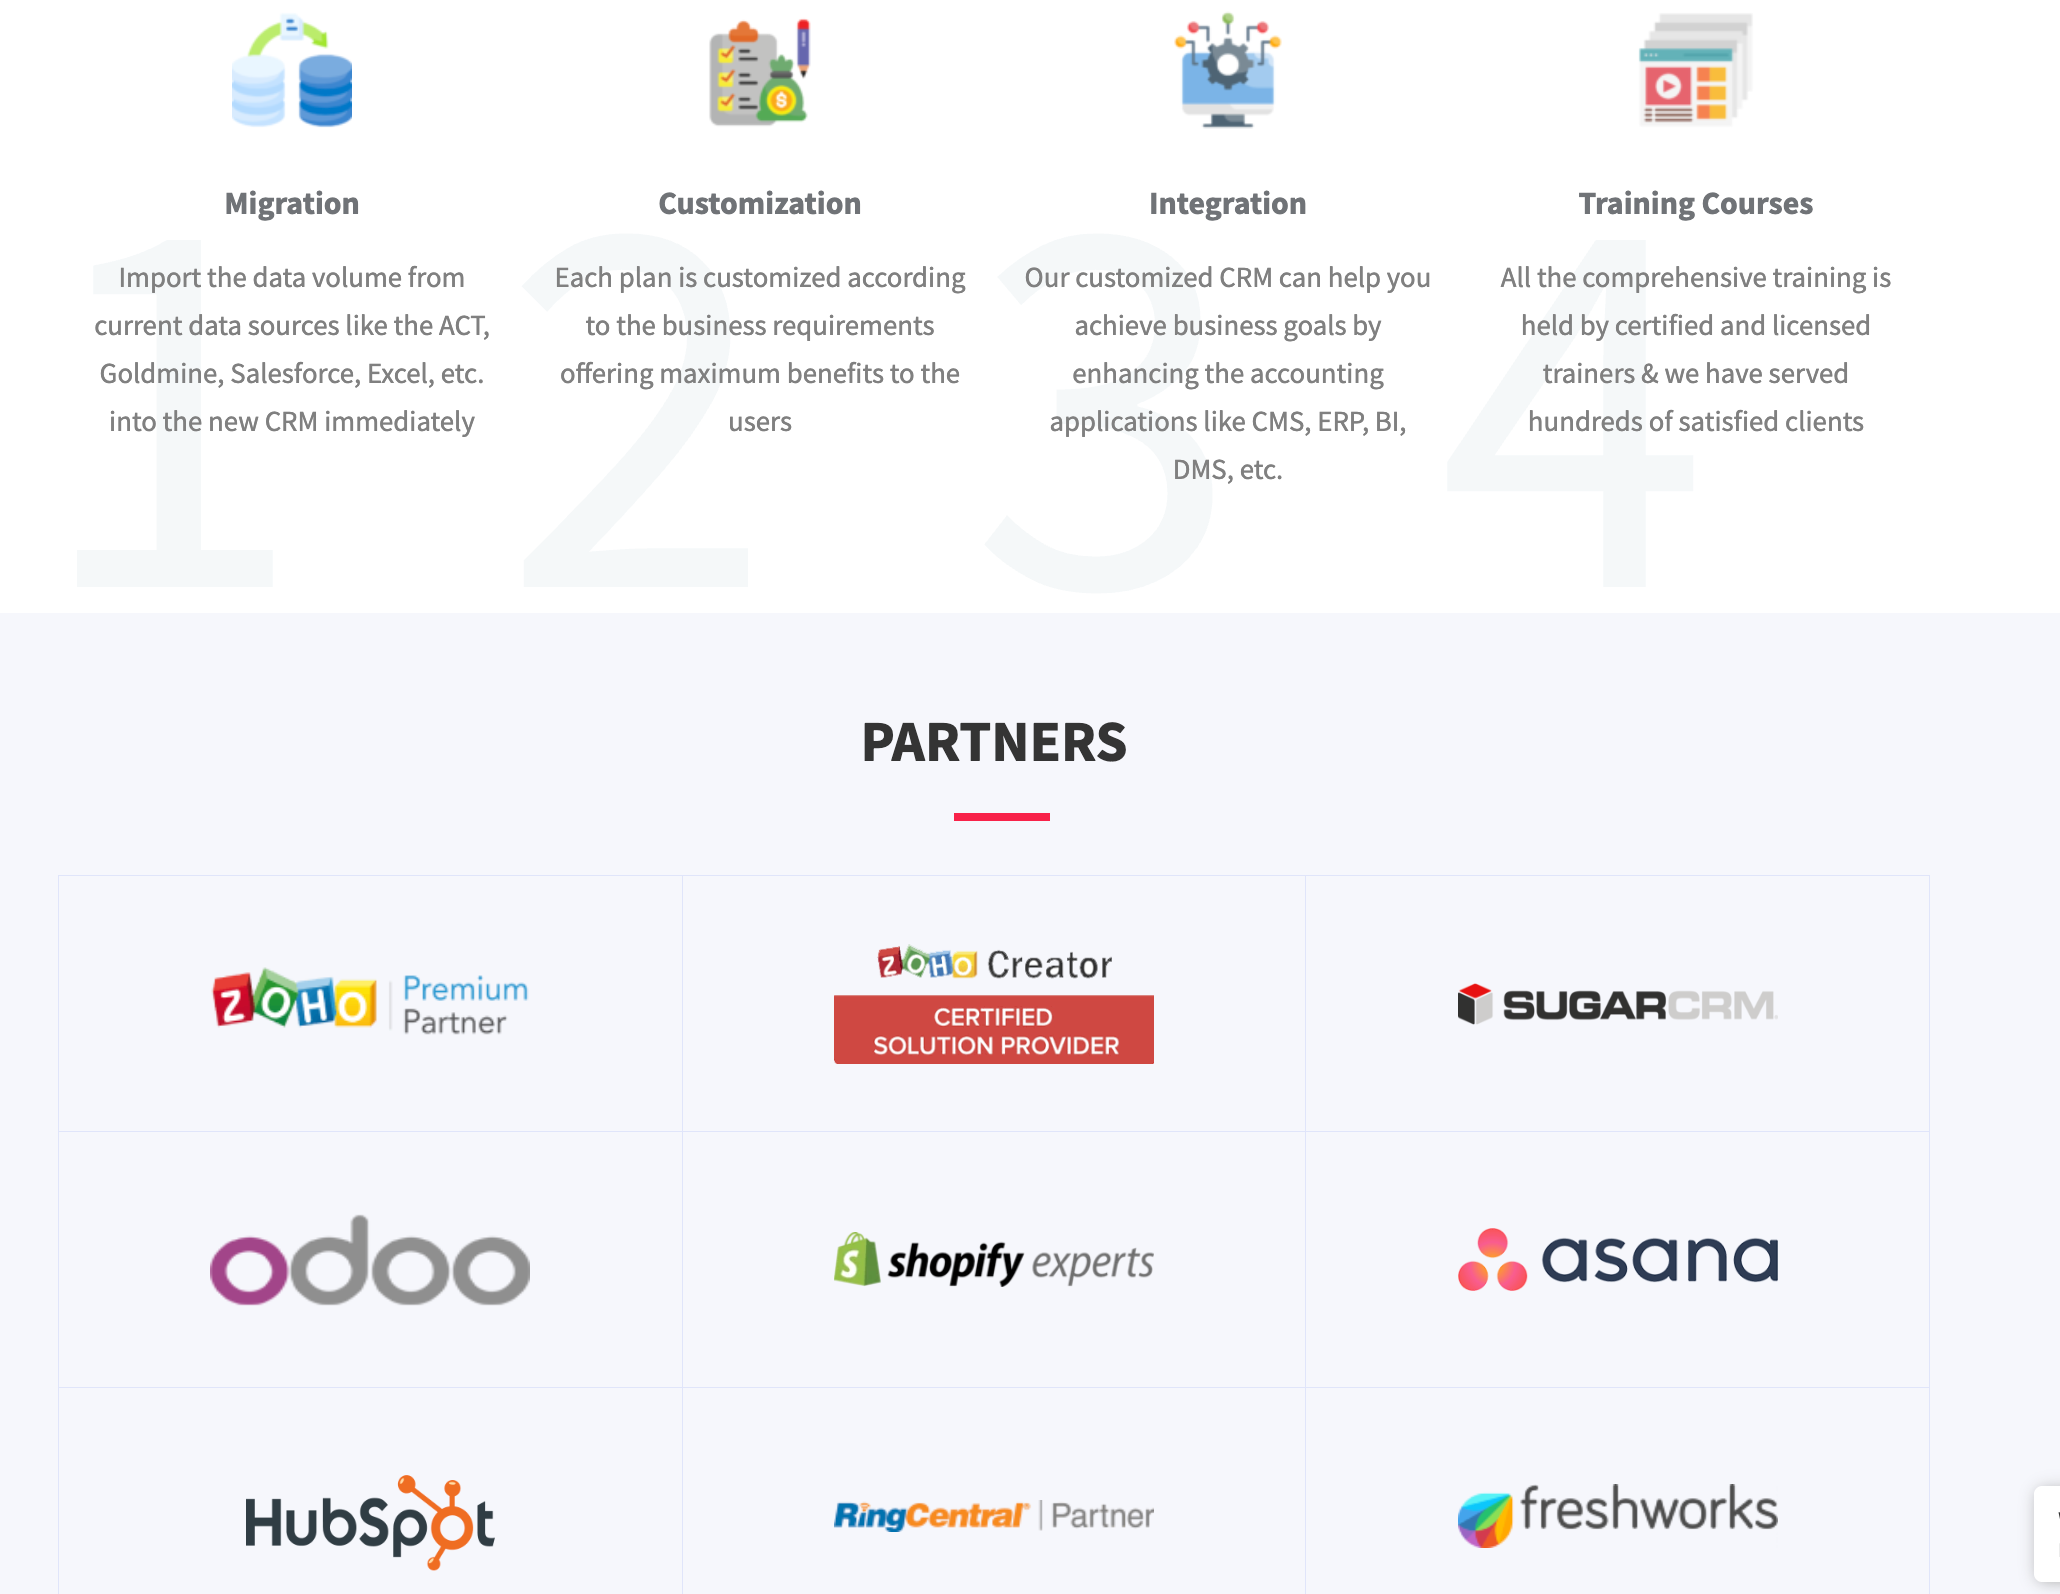 Migration
Import the data volume from
current data sources like the ACT,
Goldmine, Salesforce, Excel, etc.
into the new CRM immediately
1
Customization
Each plan is customized according
to the business requirements
offering maximum benefits to the
users
2
Integration
Our customized CRM can help you
achieve business goals by
enhancing the accounting
applications like CMS, ERP, BI,
DMS, etc.
3
Training Courses
All the comprehensive training is
held by certified and licensed
trainers & we have served
hundreds of satisfied clients
4
PARTNERS
ZOHO Premium
Partner
ZOHO Creator
CERTIFIED
SOLUTION PROVIDER
SUGARCRM
odoo
shopify experts
asana
HubSpot
RingCentral® | Partner
freshworks